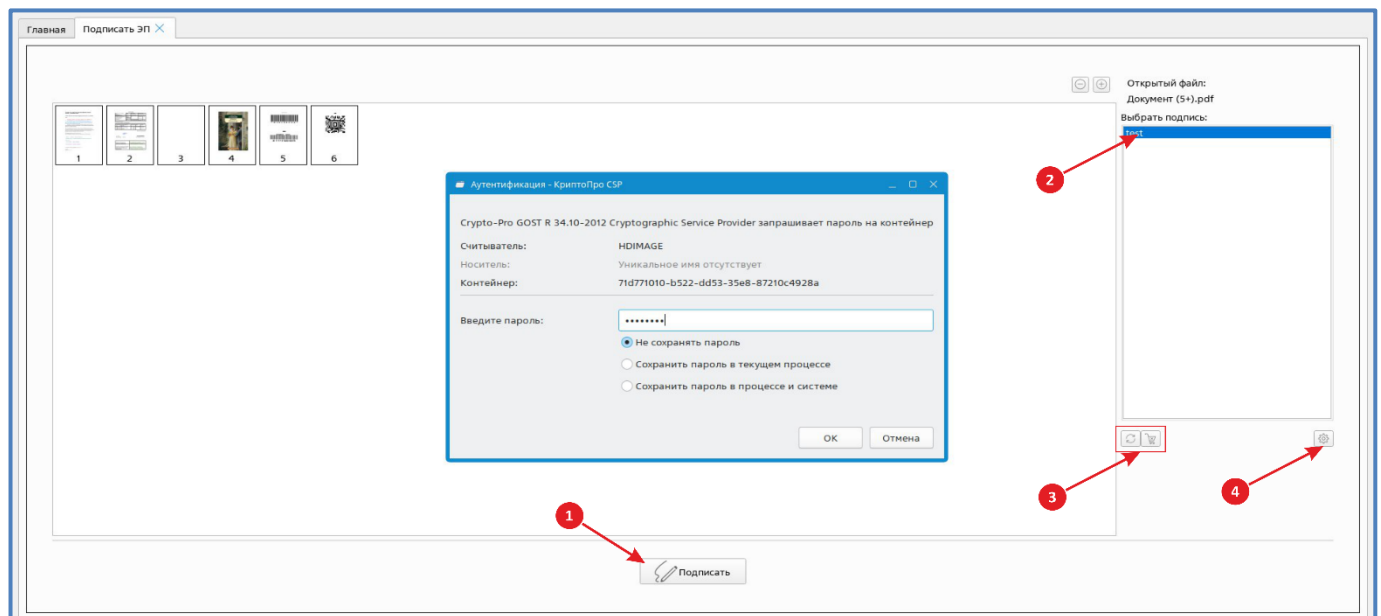 Главная
Подписать ЭП
Открытый файл:
Документ (5+).pdf
Выбрать подпись:
test
1 2 3 4 5 6
2
Аутентификация - КриптоПро CSP
Crypto-Pro GOST R 34.10-2012 Cryptographic Service Provider запрашивает пароль на контейнер
Считыватель: HDIMAGE
Носитель: Уникальное имя отсутствует
Контейнер: 71d771010-b522-dd53-35e8-87210c4928a
Введите пароль: ••••••••
Не сохранять пароль
Сохранить пароль в текущем процессе
Сохранить пароль в процессе и системе
OK Отмена
3
4
1
Подписать